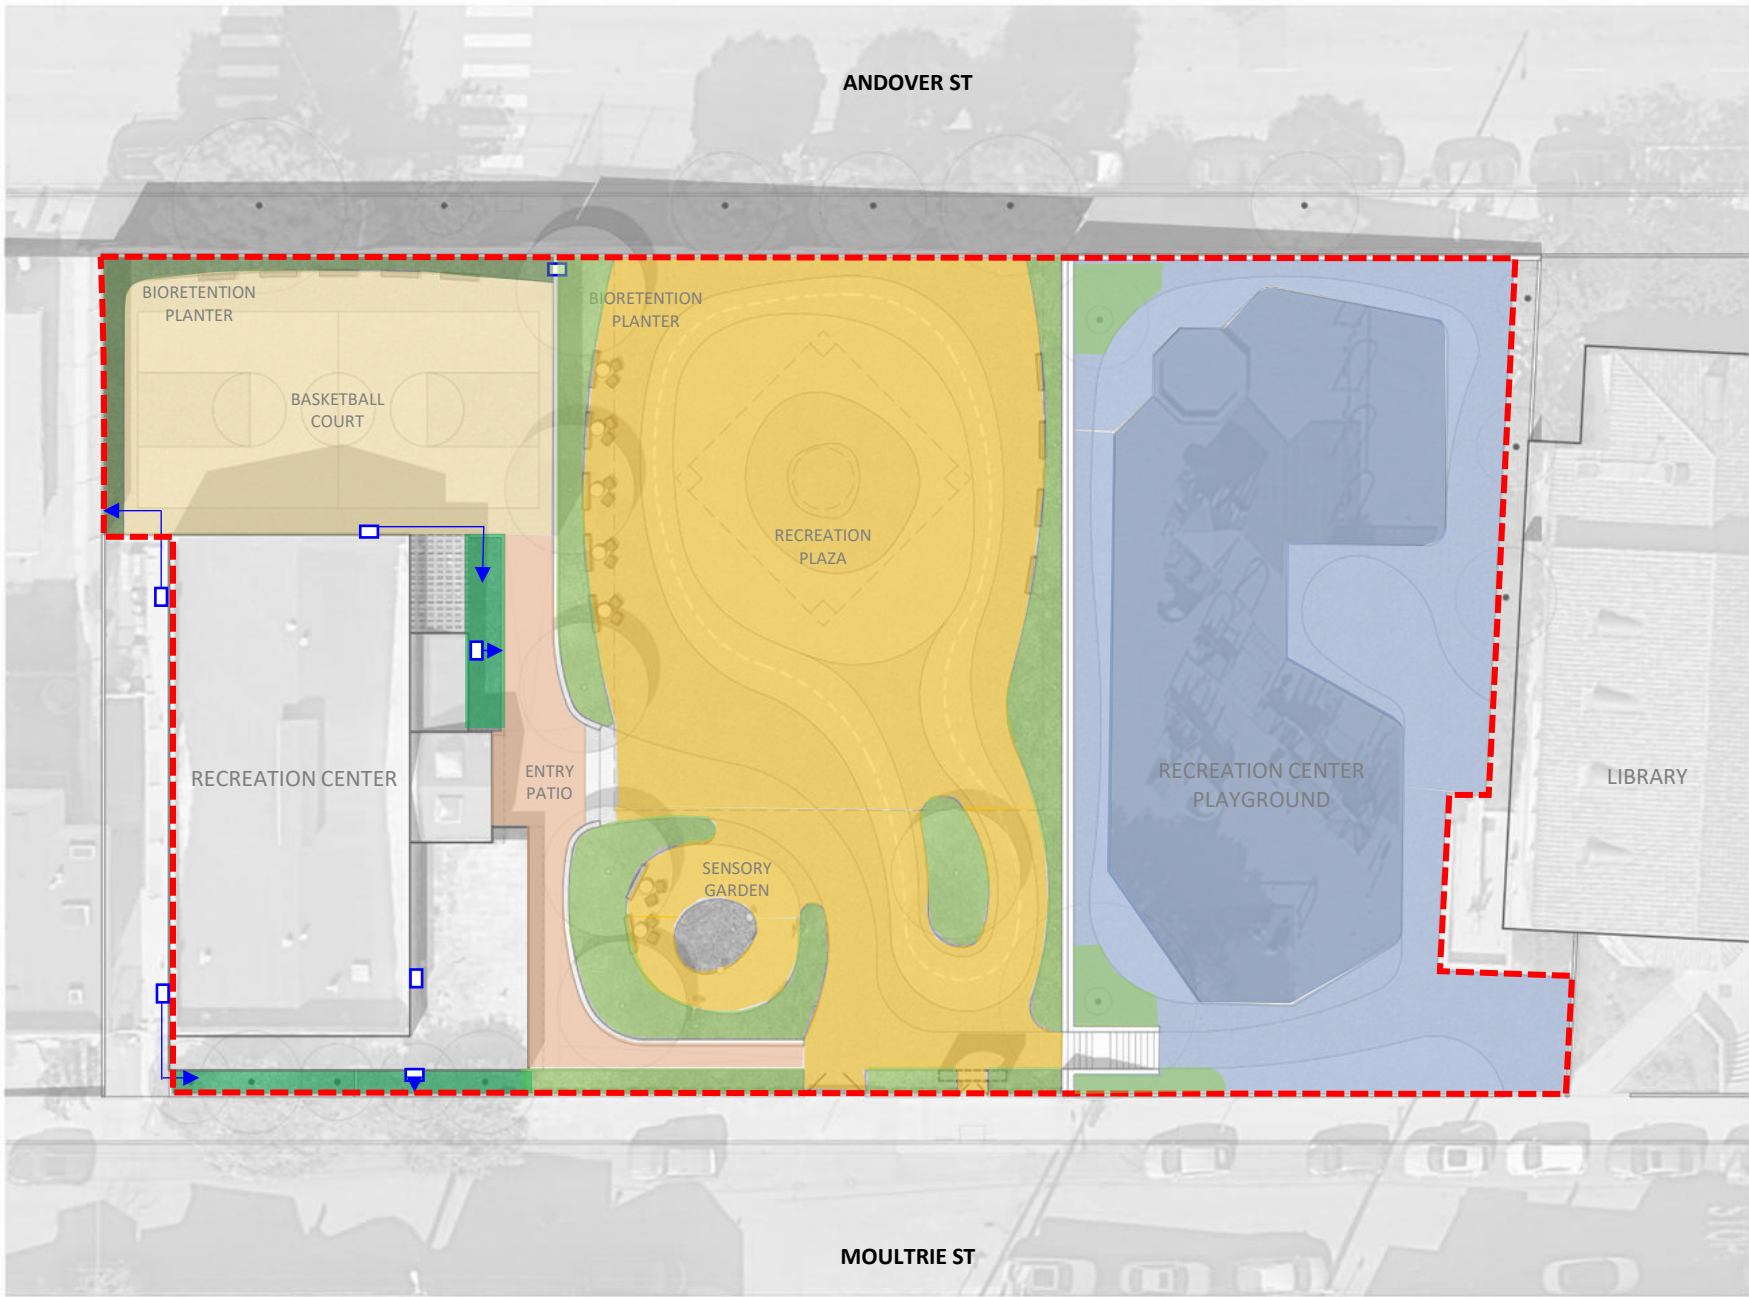 ANDOVER ST
BIORETENTION
PLANTER
BIORETENTION
PLANTER
BASKETBALL
COURT
RECREATION
PLAZA
RECREATION CENTER
ENTRY
PATIO
RECREATION CENTER
PLAYGROUND
LIBRARY
SENSORY
GARDEN
MOULTRIE ST